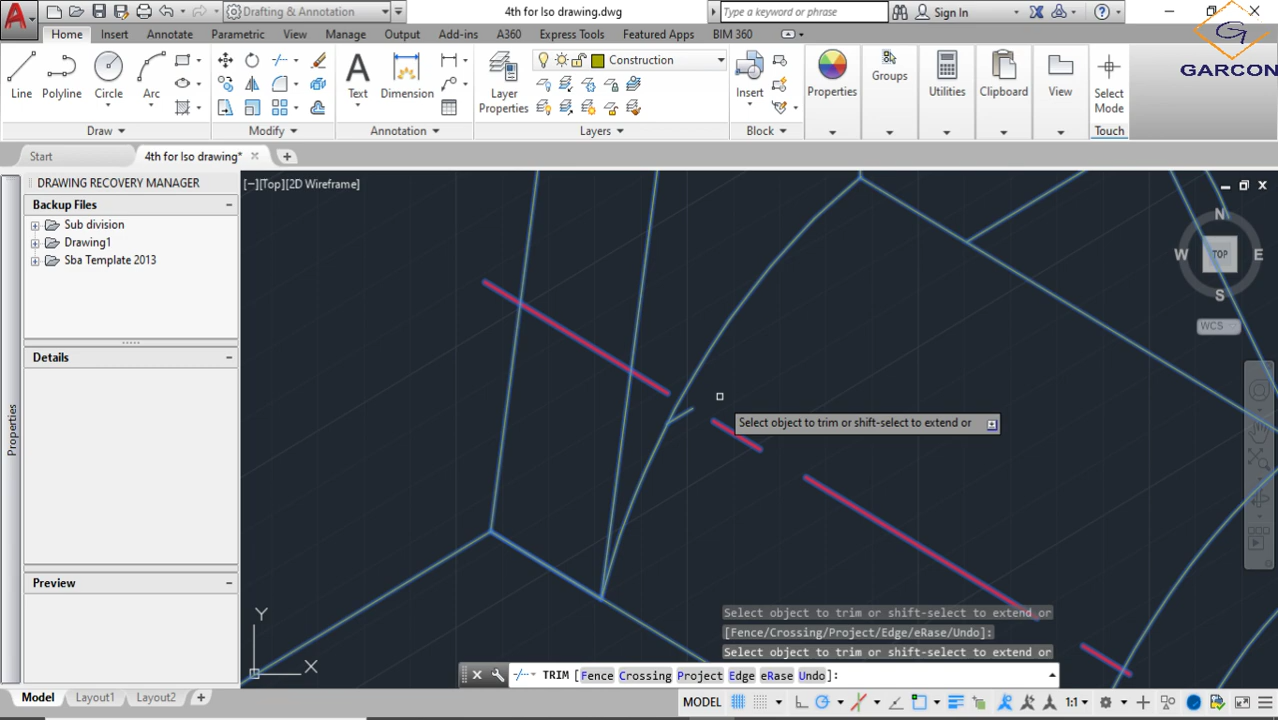 A Drafting & Annotation 4th for Iso drawing.dwg Type a keyword or phrase Sign In
Home Insert Annotate Parametric View Manage Output Add-ins A360 Express Tools Featured Apps BIM 360
GARCON
Construction
Line Polyline Circle Arc Text Dimension Layer Properties Insert Properties Groups Utilities Clipboard View Select Mode
Draw Modify Annotation Layers Block Touch
Start 4th for Iso drawing*
DRAWING RECOVERY MANAGER
[−][Top][2D Wireframe]
Backup Files
Sub division
Drawing1
Sba Template 2013
N
W TOP E
S
WCS
Details
Properties
Select object to trim or shift-select to extend or
Preview
Select object to trim or shift-select to extend or
[Fence/Crossing/Project/Edge/eRase/Undo]:
Select object to trim or shift-select to extend or
Y
X
TRIM [Fence Crossing Project Edge eRase Undo]:
Model Layout1 Layout2 MODEL 1:1